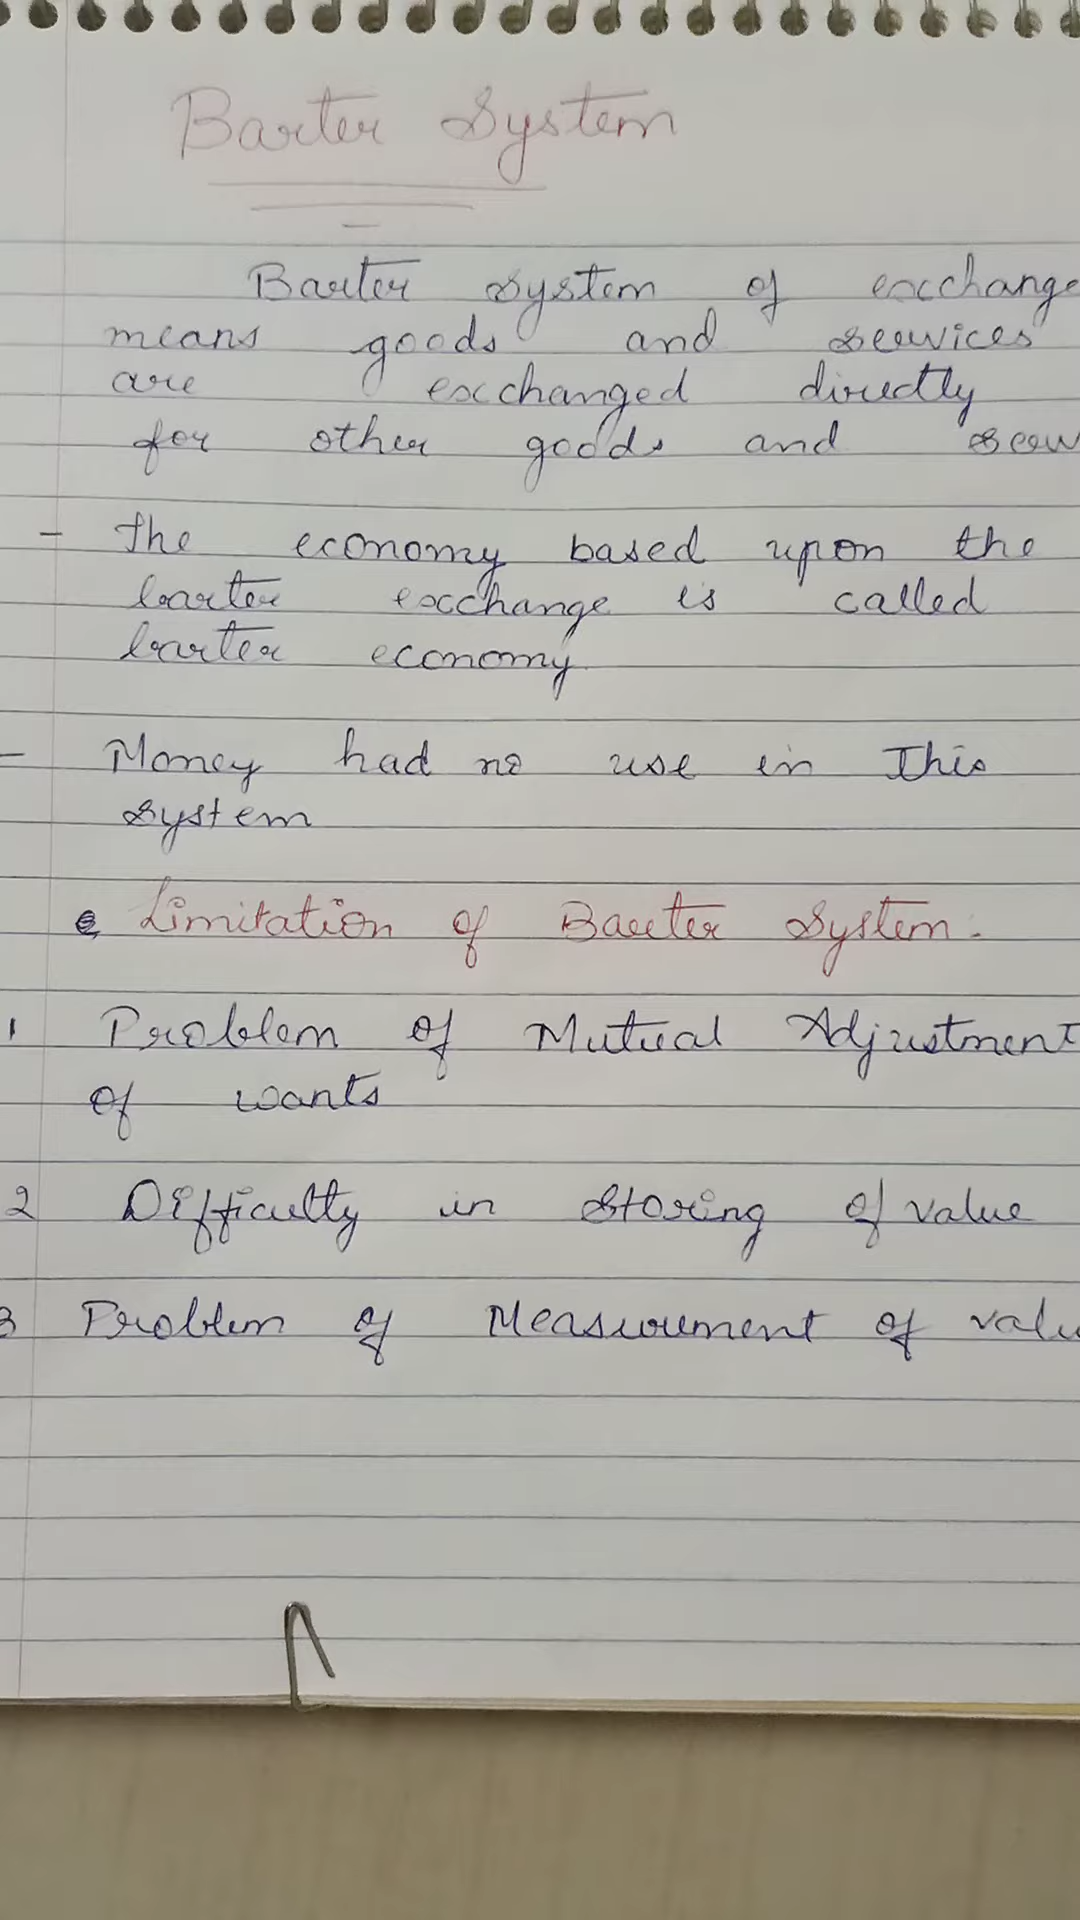 Barter System
Barter system of exchange
means goods and services
are exchanged directly
for other goods and serv
- the economy based upon the
barter exchange is called
barter economy.
- Money had no use in This
system
Limitation of Barter System.
1 Problem of Mutual Adjustment
of wants
2 Difficulty in Storing of value
3 Problem of Measurement of valu